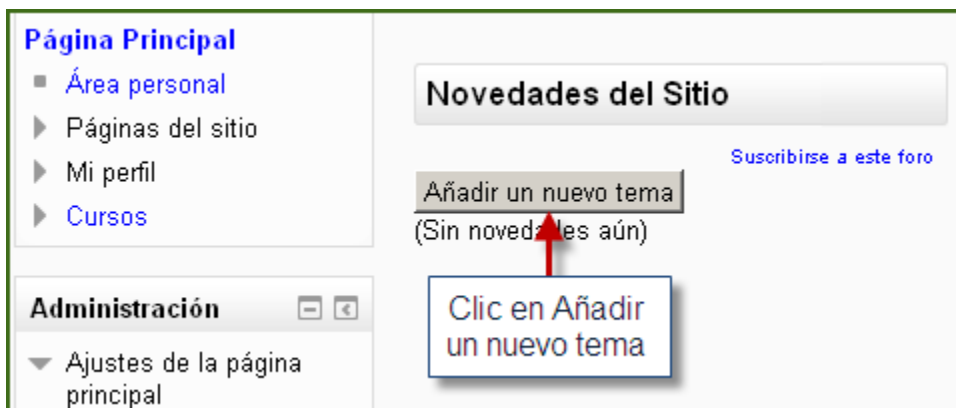 Página Principal
Área personal
Páginas del sitio
Mi perfil
Cursos
Administración
Ajustes de la página
principal
Novedades del Sitio
Suscribirse a este foro
Añadir un nuevo tema
(Sin novedades aún)
Clic en Añadir
un nuevo tema